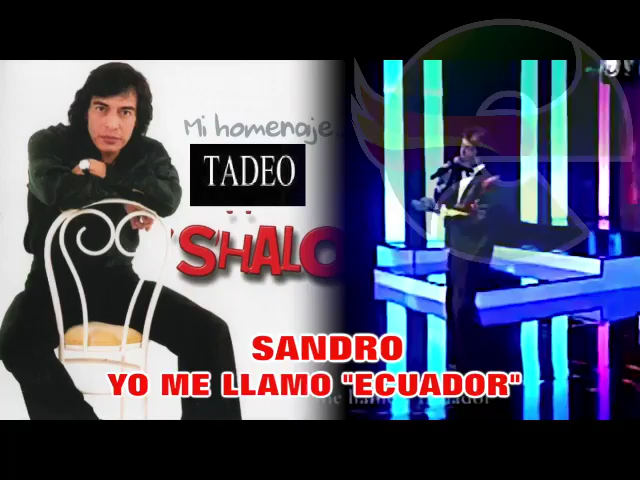 Mi homenaje..
TADEO
'SHALO
SANDRO
YO ME LLAMO "ECUADOR"